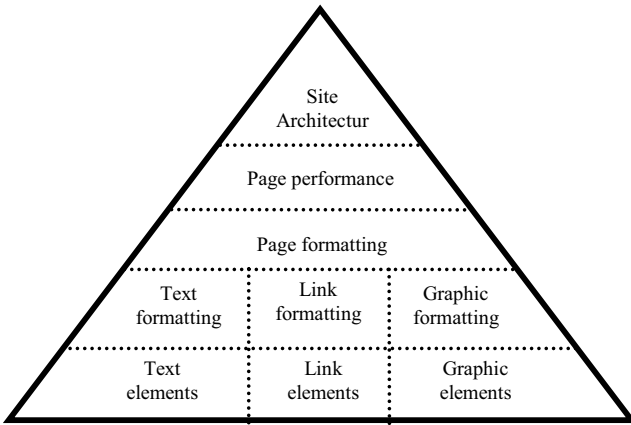 Site
Architectur
Page performance
Page formatting
Text
formatting
Link
formatting
Graphic
formatting
Text
elements
Link
elements
Graphic
elements